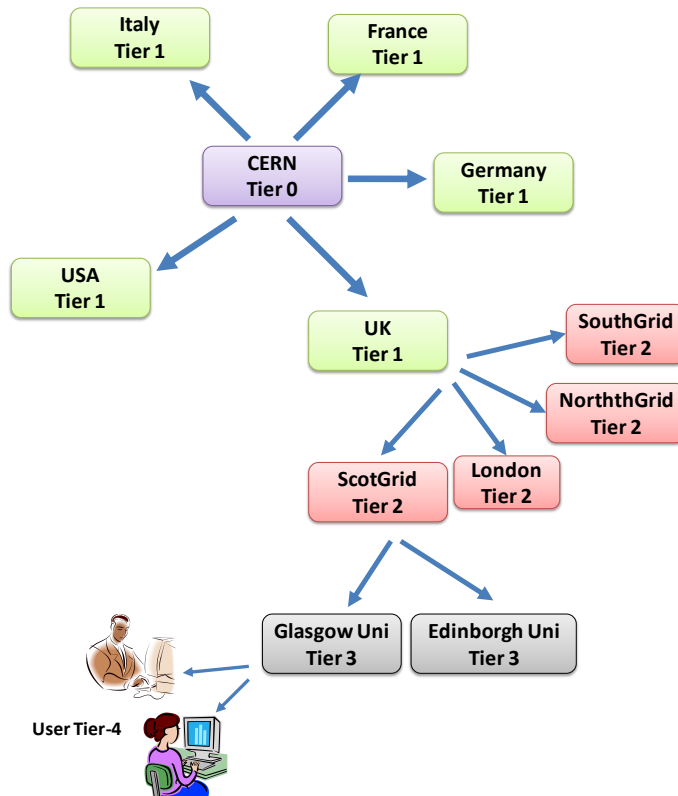 Italy
Tier 1
France
Tier 1
CERN
Tier 0
Germany
Tier 1
USA
Tier 1
UK
Tier 1
SouthGrid
Tier 2
NorththGrid
Tier 2
ScotGrid
Tier 2
London
Tier 2
Glasgow Uni
Tier 3
Edinborgh Uni
Tier 3
User Tier-4